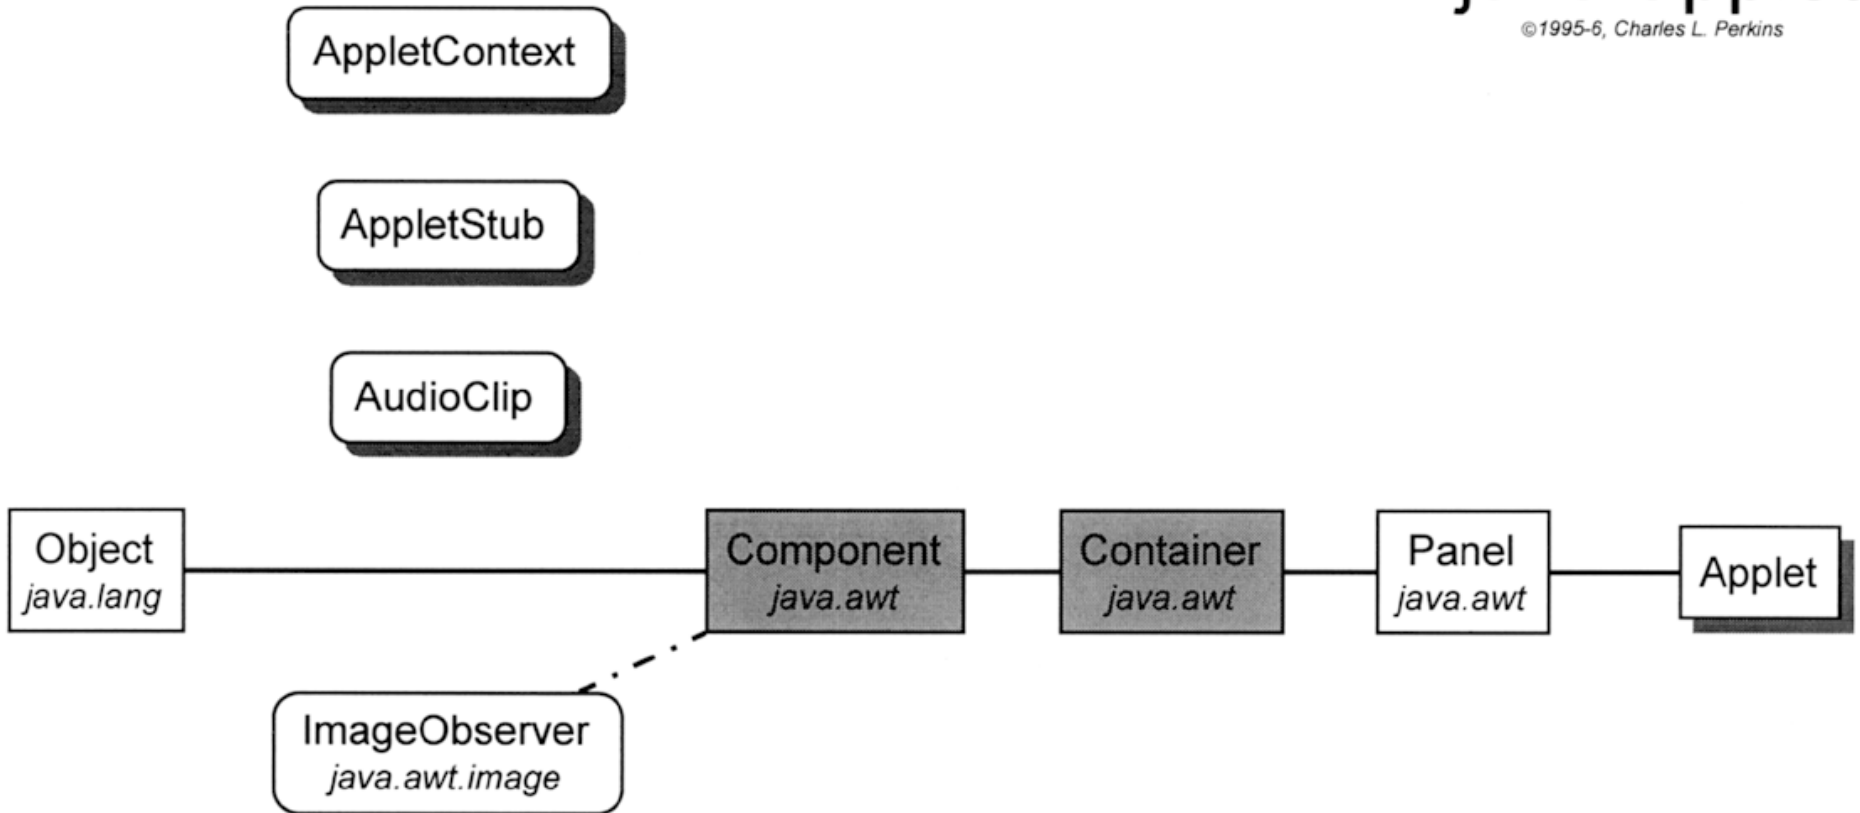 ©1995-6, Charles L. Perkins
AppletContext
AppletStub
AudioClip
Object
java.lang
Component
java.awt
Container
java.awt
Panel
java.awt
Applet
ImageObserver
java.awt.image